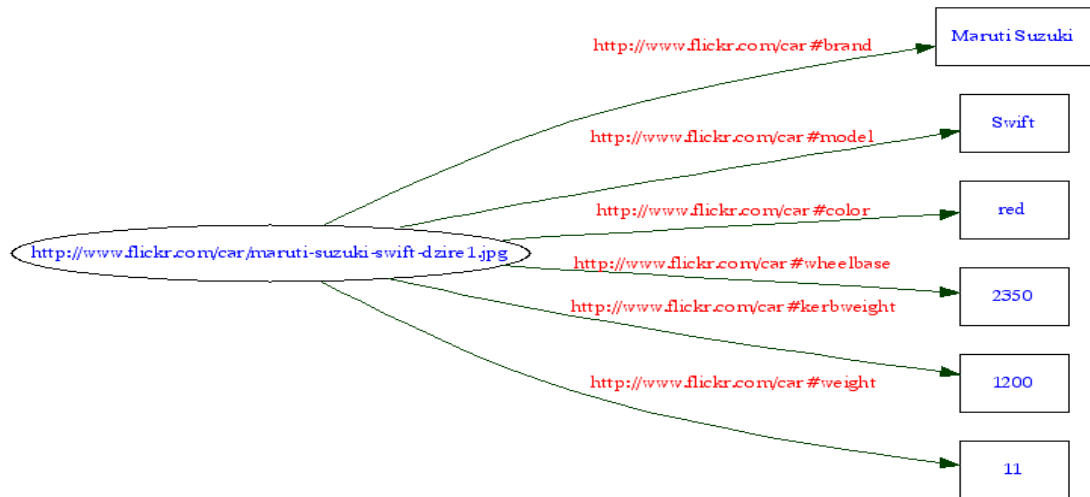 http://www.flickr.com/car#brand
Maruti Suzuki
http://www.flickr.com/car#model
Swift
http://www.flickr.com/car#color
red
http://www.flickr.com/car/maruti-suzuki-swift-dzire1.jpg
http://www.flickr.com/car#wheelbase
2350
http://www.flickr.com/car#kerbweight
1200
http://www.flickr.com/car#weight
11